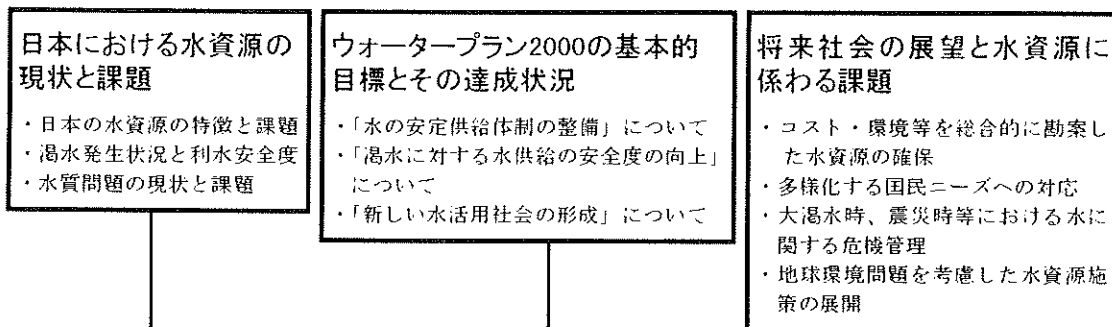 日本における水資源の
現状と課題
・日本の水資源の特徴と課題
・渇水発生状況と利水安全度
・水質問題の現状と課題
ウォータープラン2000の基本的
目標とその達成状況
・「水の安定供給体制の整備」について
・「渇水に対する水供給の安全度の向上」
について
・「新しい水活用社会の形成」について
将来社会の展望と水資源に
係わる課題
・コスト・環境等を総合的に勘案し
た水資源の確保
・多様化する国民ニーズへの対応
・大渇水時、震災時等における水に
関する危機管理
・地球環境問題を考慮した水資源施
策の展開